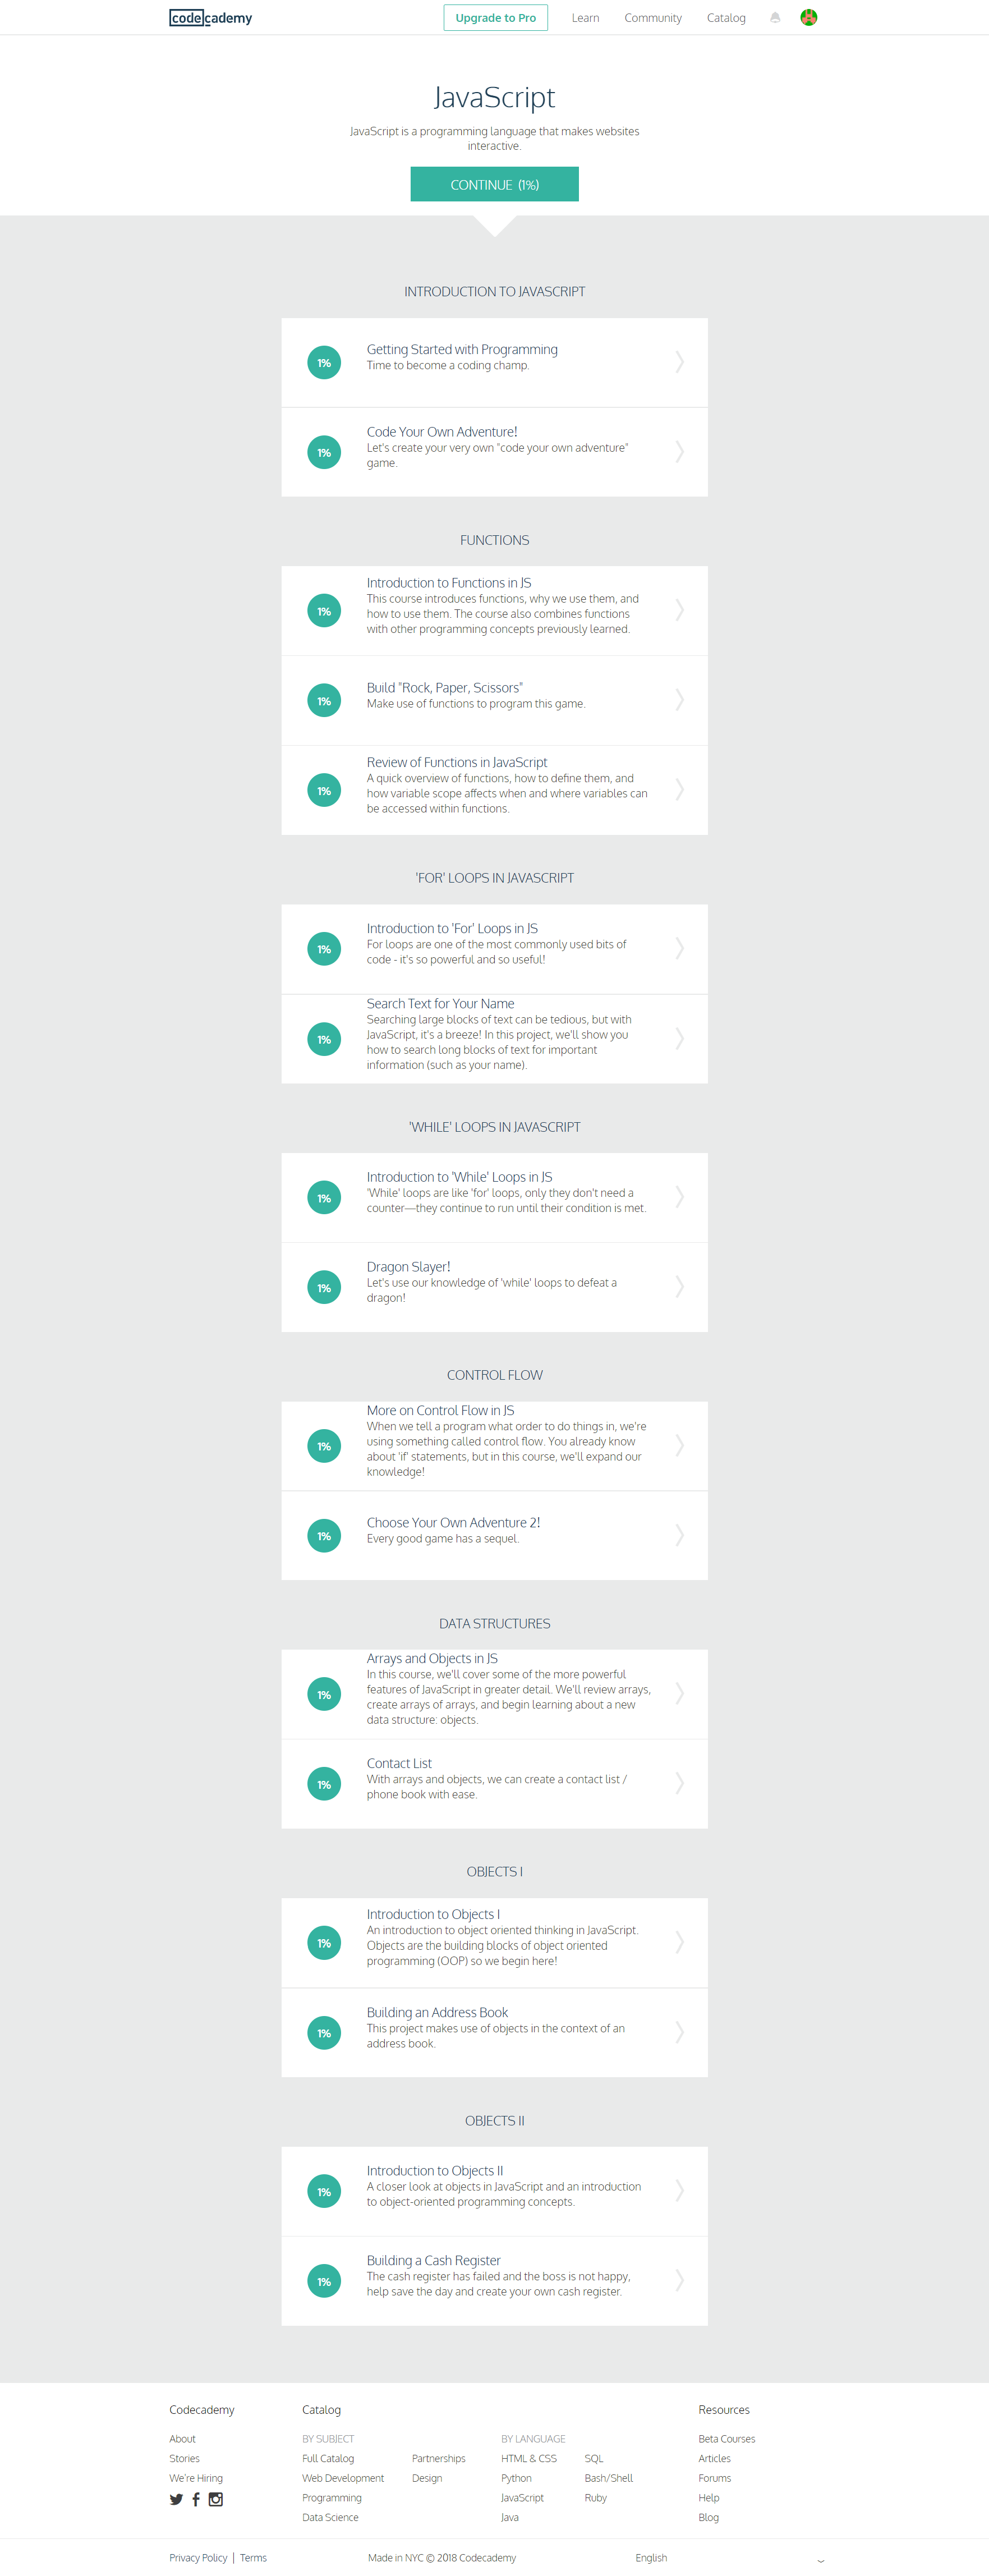 codecademy
Upgrade to Pro
Learn
Community
Catalog
JavaScript
JavaScript is a programming language that makes websites
interactive.
CONTINUE (1%)
INTRODUCTION TO JAVASCRIPT
1%
Getting Started with Programming
Time to become a coding champ.
1%
Code Your Own Adventure!
Let's create your very own "code your own adventure"
game.
FUNCTIONS
1%
Introduction to Functions in JS
This course introduces functions, why we use them, and
how to use them. The course also combines functions
with other programming concepts previously learned.
1%
Build "Rock, Paper, Scissors"
Make use of functions to program this game.
1%
Review of Functions in JavaScript
A quick overview of functions, how to define them, and
how variable scope affects when and where variables can
be accessed within functions.
'FOR' LOOPS IN JAVASCRIPT
1%
Introduction to 'For' Loops in JS
For loops are one of the most commonly used bits of
code - it's so powerful and so useful!
1%
Search Text for Your Name
Searching large blocks of text can be tedious, but with
JavaScript, it's a breeze! In this project, we'll show you
how to search long blocks of text for important
information (such as your name).
'WHILE' LOOPS IN JAVASCRIPT
1%
Introduction to 'While' Loops in JS
'While' loops are like 'for' loops, only they don't need a
counter—they continue to run until their condition is met.
1%
Dragon Slayer!
Let's use our knowledge of 'while' loops to defeat a
dragon!
CONTROL FLOW
1%
More on Control Flow in JS
When we tell a program what order to do things in, we're
using something called control flow. You already know
about 'if' statements, but in this course, we'll expand our
knowledge!
1%
Choose Your Own Adventure 2!
Every good game has a sequel.
DATA STRUCTURES
1%
Arrays and Objects in JS
In this course, we'll cover some of the more powerful
features of JavaScript in greater detail. We'll review arrays,
create arrays of arrays, and begin learning about a new
data structure: objects.
1%
Contact List
With arrays and objects, we can create a contact list /
phone book with ease.
OBJECTS I
1%
Introduction to Objects I
An introduction to object oriented thinking in JavaScript.
Objects are the building blocks of object oriented
programming (OOP) so we begin here!
1%
Building an Address Book
This project makes use of objects in the context of an
address book.
OBJECTS II
1%
Introduction to Objects II
A closer look at objects in JavaScript and an introduction
to object-oriented programming concepts.
1%
Building a Cash Register
The cash register has failed and the boss is not happy,
help save the day and create your own cash register.
Codecademy
About
Stories
We're Hiring
Catalog
BY SUBJECT
Full Catalog
Web Development
Programming
Data Science
Partnerships
Design
BY LANGUAGE
HTML & CSS
Python
JavaScript
Java
SQL
Bash/Shell
Ruby
Resources
Beta Courses
Articles
Forums
Help
Blog
Privacy Policy | Terms
Made in NYC © 2018 Codecademy
English